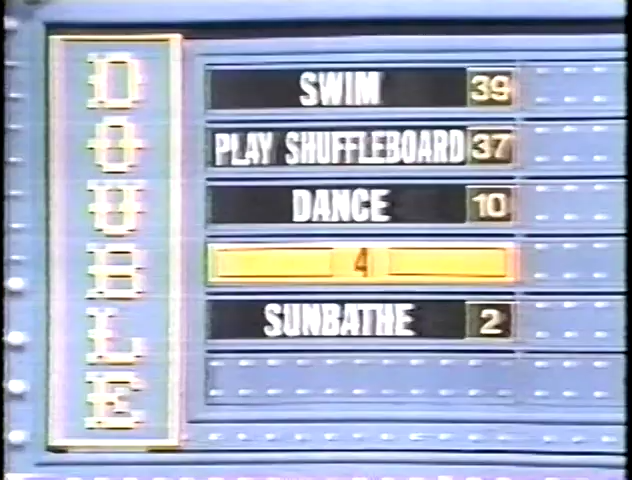 DOUBLE
SWIM 39
PLAY SHUFFLEBOARD 37
DANCE 10
4
SUNBATHE 2